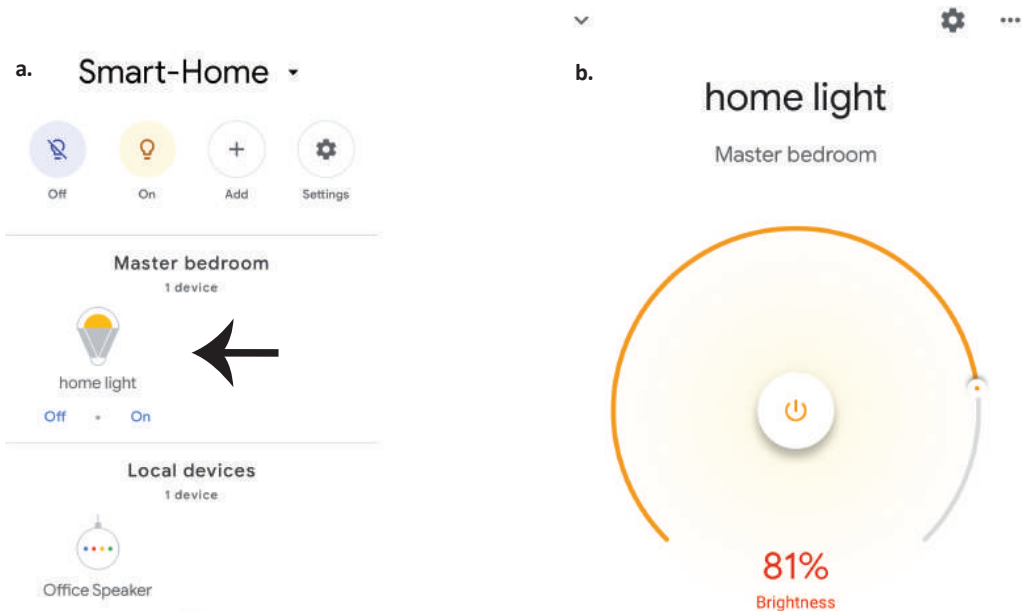 a.
Smart-Home
Off On Add Settings
Master bedroom
1 device
home light
Off • On
Local devices
1 device
Office Speaker
b.
home light
Master bedroom
81%
Brightness